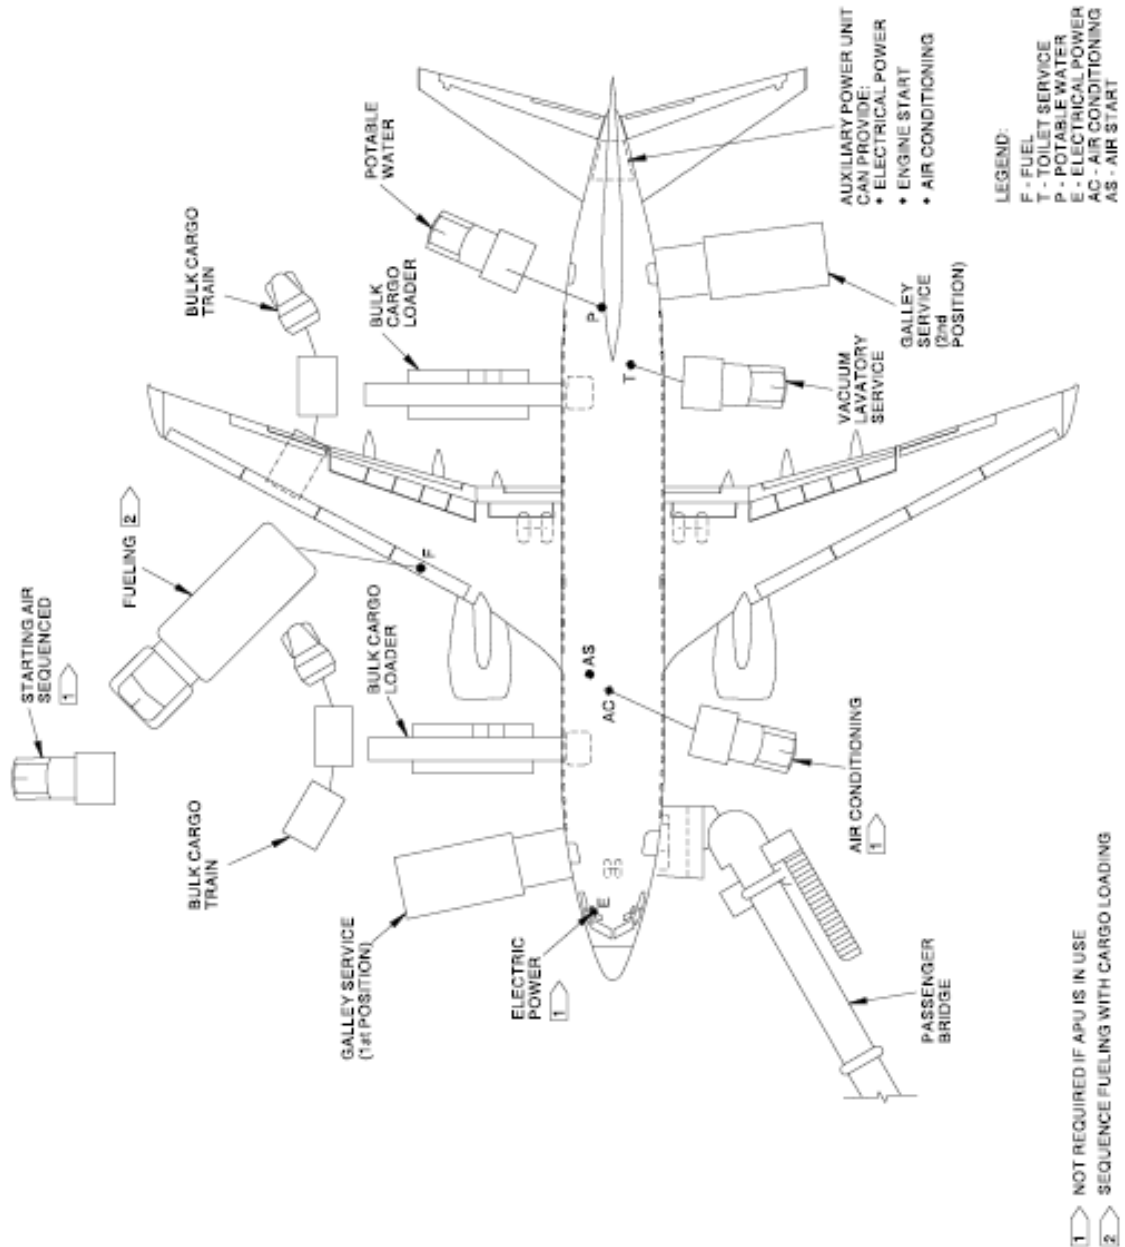 STARTING AIR
SEQUENCED
1
FUELING 2
BULK CARGO
TRAIN
POTABLE
WATER
BULK
CARGO
LOADER
BULK CARGO
LOADER
BULK CARGO
TRAIN
GALLEY SERVICE
(1st POSITION)
ELECTRIC
POWER
1
E
AC
AS
F
T
P
AUXILIARY POWER UNIT
CAN PROVIDE:
• ELECTRICAL POWER
• ENGINE START
• AIR CONDITIONING
GALLEY
SERVICE
(2nd
POSITION)
VACUUM
LAVATORY
SERVICE
AIR CONDITIONING
1
PASSENGER
BRIDGE
LEGEND:
F - FUEL
T - TOILET SERVICE
P - POTABLE WATER
E - ELECTRICAL POWER
AC - AIR CONDITIONING
AS - AIR START
1 NOT REQUIRED IF APU IS IN USE
2 SEQUENCE FUELING WITH CARGO LOADING